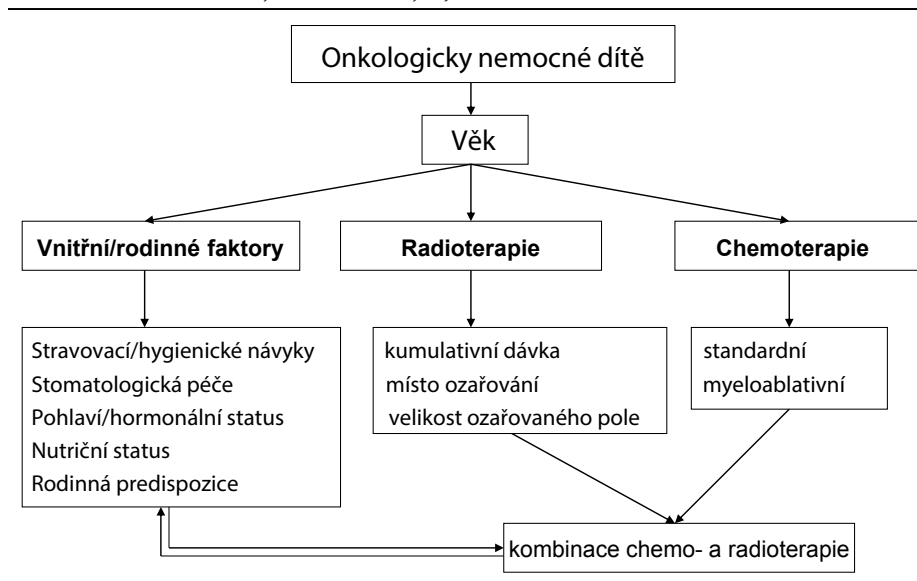 Onkologicky nemocné dítě
Věk
Vnitřní/rodinné faktory
Radioterapie
Chemoterapie
Stravovací/hygienické návyky
Stomatologická péče
Pohlaví/hormonální status
Nutriční status
Rodinná predispozice
kumulativní dávka
místo ozařování
velikost ozařovaného pole
standardní
myeloablativní
kombinace chemo- a radioterapie